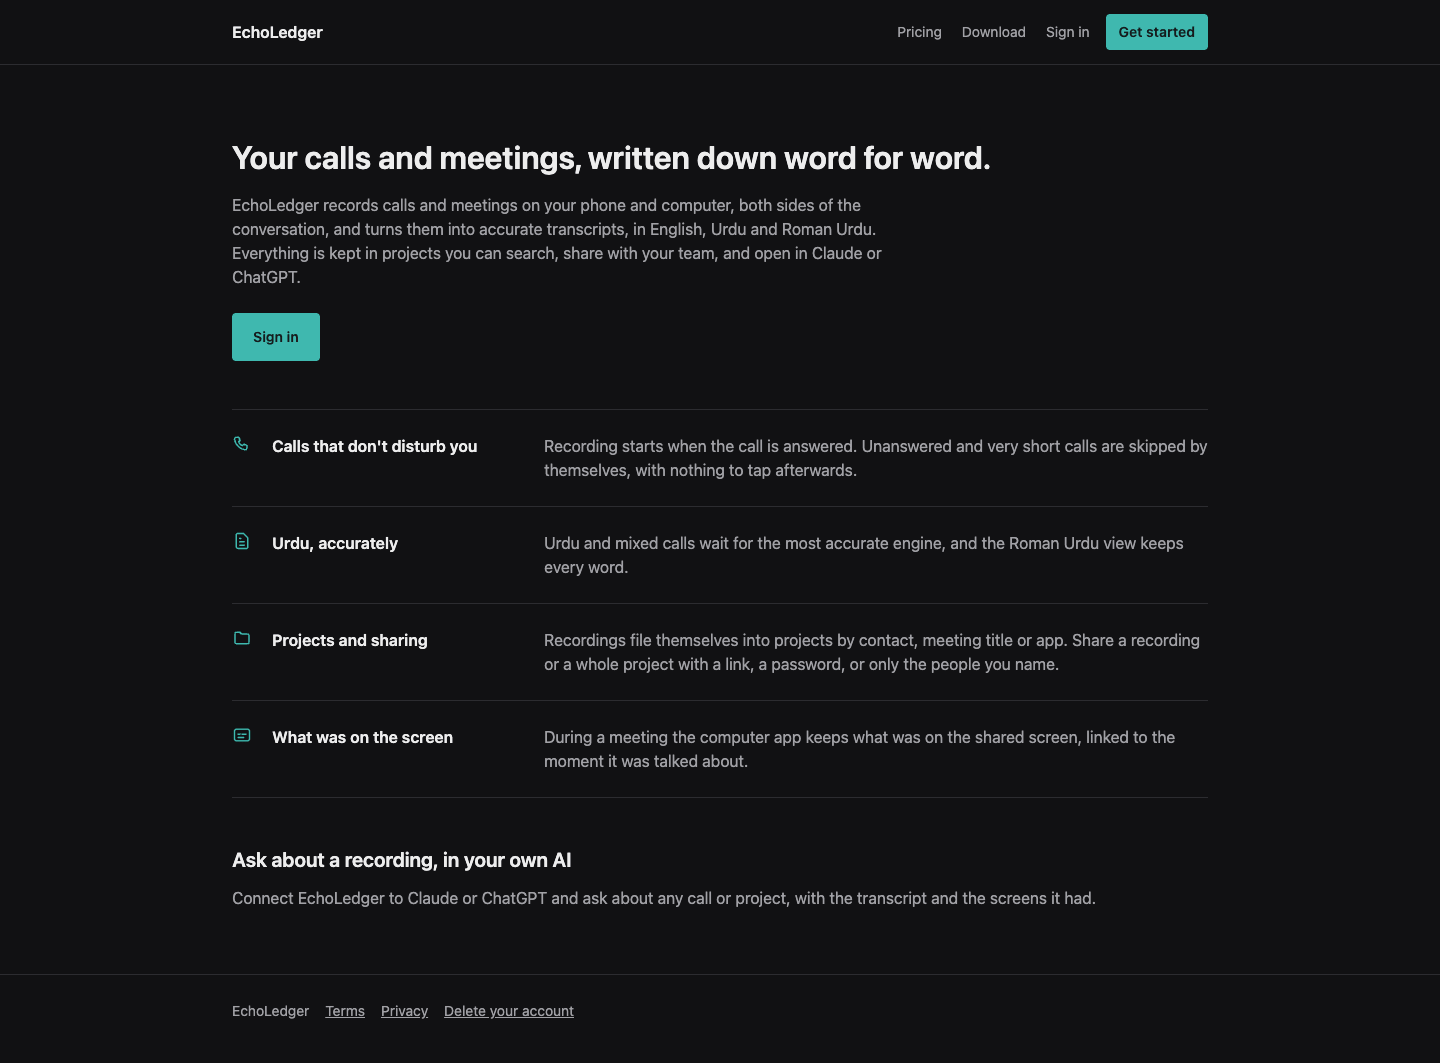 EchoLedger
Pricing
Download
Sign in
Get started
Your calls and meetings, written down word for word.
EchoLedger records calls and meetings on your phone and computer, both sides of the
conversation, and turns them into accurate transcripts, in English, Urdu and Roman Urdu.
Everything is kept in projects you can search, share with your team, and open in Claude or
ChatGPT.
Sign in
Calls that don't disturb you
Recording starts when the call is answered. Unanswered and very short calls are skipped by
themselves, with nothing to tap afterwards.
Urdu, accurately
Urdu and mixed calls wait for the most accurate engine, and the Roman Urdu view keeps
every word.
Projects and sharing
Recordings file themselves into projects by contact, meeting title or app. Share a recording
or a whole project with a link, a password, or only the people you name.
What was on the screen
During a meeting the computer app keeps what was on the shared screen, linked to the
moment it was talked about.
Ask about a recording, in your own AI
Connect EchoLedger to Claude or ChatGPT and ask about any call or project, with the transcript and the screens it had.
EchoLedger
Terms
Privacy
Delete your account